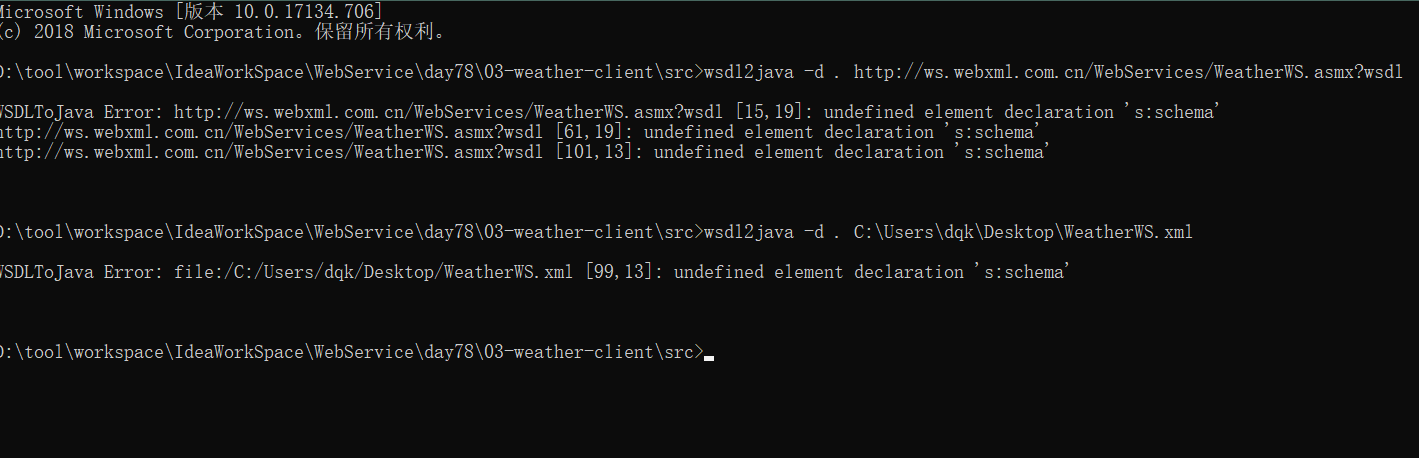 Microsoft Windows [版本 10.0.17134.706]
(c) 2018 Microsoft Corporation。保留所有权利。
D:\tool\workspace\IdeaWorkSpace\WebService\day78\03-weather-client\src>wsdl2java -d . http://ws.webxml.com.cn/WebServices/WeatherWS.asmx?wsdl
WSDLToJava Error: http://ws.webxml.com.cn/WebServices/WeatherWS.asmx?wsdl [15,19]: undefined element declaration 's:schema'
http://ws.webxml.com.cn/WebServices/WeatherWS.asmx?wsdl [61,19]: undefined element declaration 's:schema'
http://ws.webxml.com.cn/WebServices/WeatherWS.asmx?wsdl [101,13]: undefined element declaration 's:schema'
D:\tool\workspace\IdeaWorkSpace\WebService\day78\03-weather-client\src>wsdl2java -d . C:\Users\dqk\Desktop\WeatherWS.xml
WSDLToJava Error: file:/C:/Users/dqk/Desktop/WeatherWS.xml [99,13]: undefined element declaration 's:schema'
D:\tool\workspace\IdeaWorkSpace\WebService\day78\03-weather-client\src>